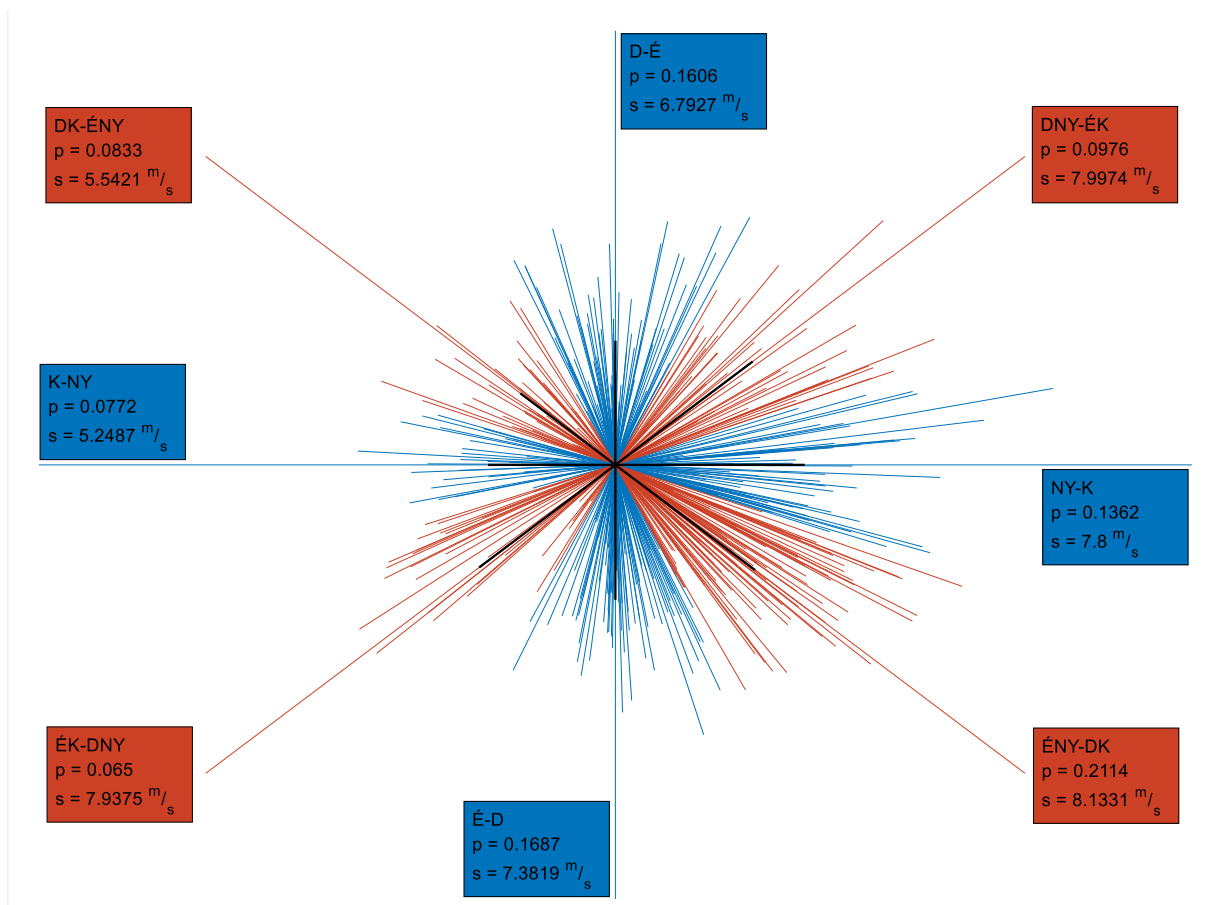 D-É
p = 0.1606
s = 6.7927 m/s
DK-ÉNY
p = 0.0833
s = 5.5421 m/s
DNY-ÉK
p = 0.0976
s = 7.9974 m/s
K-NY
p = 0.0772
s = 5.2487 m/s
NY-K
p = 0.1362
s = 7.8 m/s
ÉK-DNY
p = 0.065
s = 7.9375 m/s
ÉNY-DK
p = 0.2114
s = 8.1331 m/s
É-D
p = 0.1687
s = 7.3819 m/s